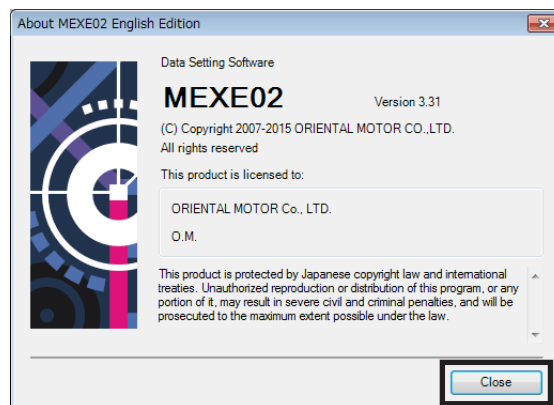 About MEXE02 English Edition
Data Setting Software
MEXE02 Version 3.31
(C) Copyright 2007-2015 ORIENTAL MOTOR CO.,LTD.
All rights reserved
This product is licensed to:
ORIENTAL MOTOR Co., LTD.
O.M.
This product is protected by Japanese copyright law and international
treaties. Unauthorized reproduction or distribution of this program, or any
portion of it, may result in severe civil and criminal penalties, and will be
prosecuted to the maximum extent possible under the law.
Close